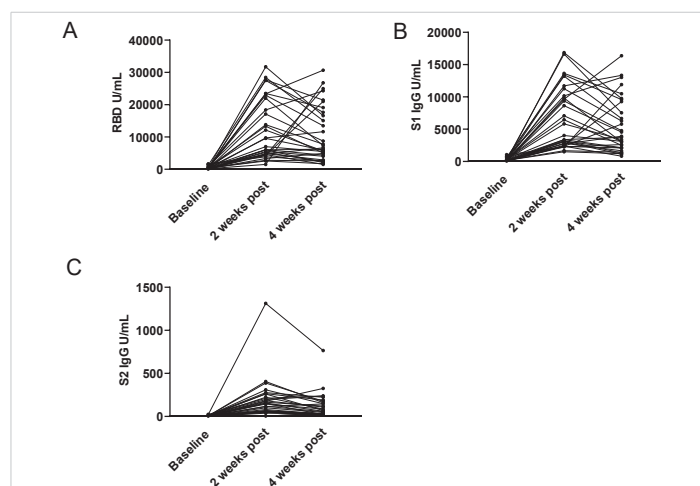 A
RBD U/mL
40000
30000
20000
10000
0
Baseline
2 weeks post
4 weeks post
B
S1 IgG U/mL
20000
15000
10000
5000
0
Baseline
2 weeks post
4 weeks post
C
S2 IgG U/mL
1500
1000
500
0
Baseline
2 weeks post
4 weeks post